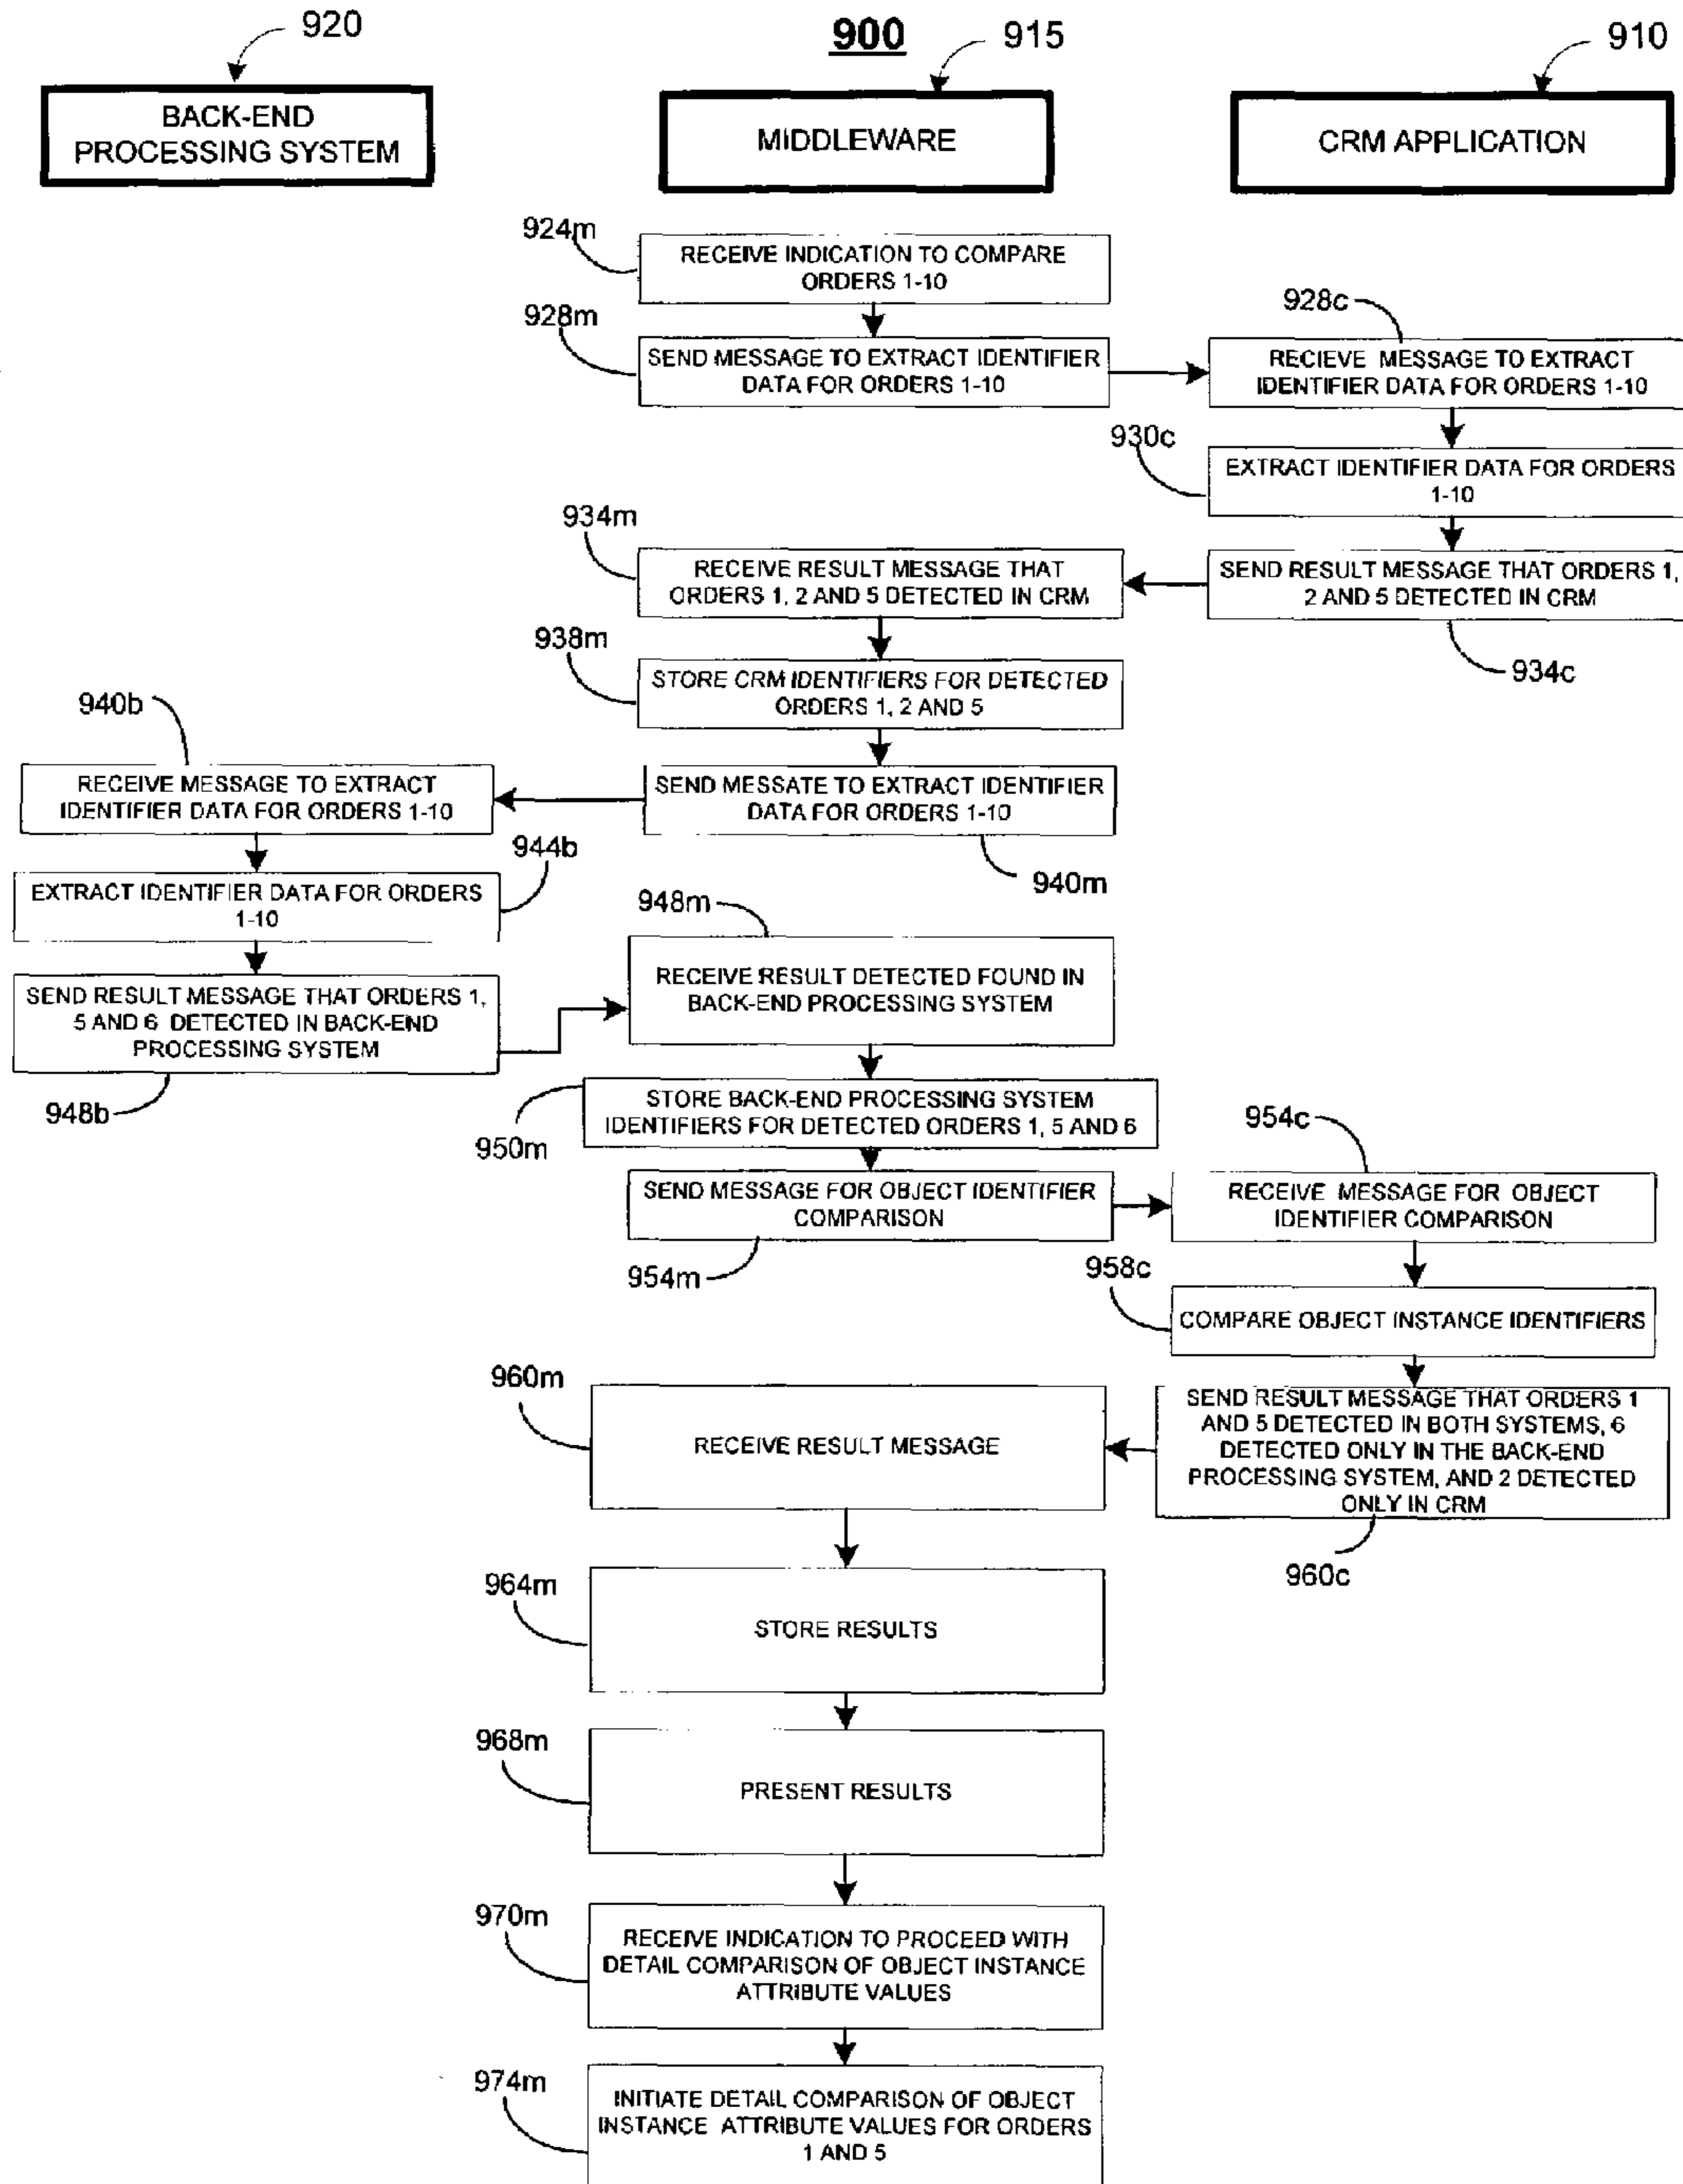 920
900
915
910
BACK-END
PROCESSING SYSTEM
MIDDLEWARE
CRM APPLICATION
924m
RECEIVE INDICATION TO COMPARE
ORDERS 1-10
928m
SEND MESSAGE TO EXTRACT IDENTIFIER
DATA FOR ORDERS 1-10
928c
RECIEVE MESSAGE TO EXTRACT
IDENTIFIER DATA FOR ORDERS 1-10
930c
EXTRACT IDENTIFIER DATA FOR ORDERS
1-10
934m
RECEIVE RESULT MESSAGE THAT
ORDERS 1, 2 AND 5 DETECTED IN CRM
SEND RESULT MESSAGE THAT ORDERS 1,
2 AND 5 DETECTED IN CRM
934c
938m
STORE CRM IDENTIFIERS FOR DETECTED
ORDERS 1, 2 AND 5
940b
RECEIVE MESSAGE TO EXTRACT
IDENTIFIER DATA FOR ORDERS 1-10
SEND MESSATE TO EXTRACT IDENTIFIER
DATA FOR ORDERS 1-10
940m
944b
EXTRACT IDENTIFIER DATA FOR ORDERS
1-10
948m
RECEIVE RESULT DETECTED FOUND IN
BACK-END PROCESSING SYSTEM
SEND RESULT MESSAGE THAT ORDERS 1,
5 AND 6 DETECTED IN BACK-END
PROCESSING SYSTEM
948b
950m
STORE BACK-END PROCESSING SYSTEM
IDENTIFIERS FOR DETECTED ORDERS 1, 5 AND 6
954c
SEND MESSAGE FOR OBJECT IDENTIFIER
COMPARISON
954m
RECEIVE MESSAGE FOR OBJECT
IDENTIFIER COMPARISON
958c
COMPARE OBJECT INSTANCE IDENTIFIERS
960m
RECEIVE RESULT MESSAGE
SEND RESULT MESSAGE THAT ORDERS 1
AND 5 DETECTED IN BOTH SYSTEMS, 6
DETECTED ONLY IN THE BACK-END
PROCESSING SYSTEM, AND 2 DETECTED
ONLY IN CRM
960c
964m
STORE RESULTS
968m
PRESENT RESULTS
970m
RECEIVE INDICATION TO PROCEED WITH
DETAIL COMPARISON OF OBJECT INSTANCE
ATTRIBUTE VALUES
974m
INITIATE DETAIL COMPARISON OF OBJECT
INSTANCE ATTRIBUTE VALUES FOR ORDERS
1 AND 5